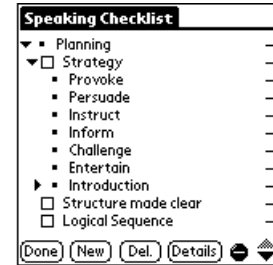 Speaking Checklist
Planning
Strategy
Provoke
Persuade
Instruct
Inform
Challenge
Entertain
Introduction
Structure made clear
Logical Sequence
Done New Del. Details